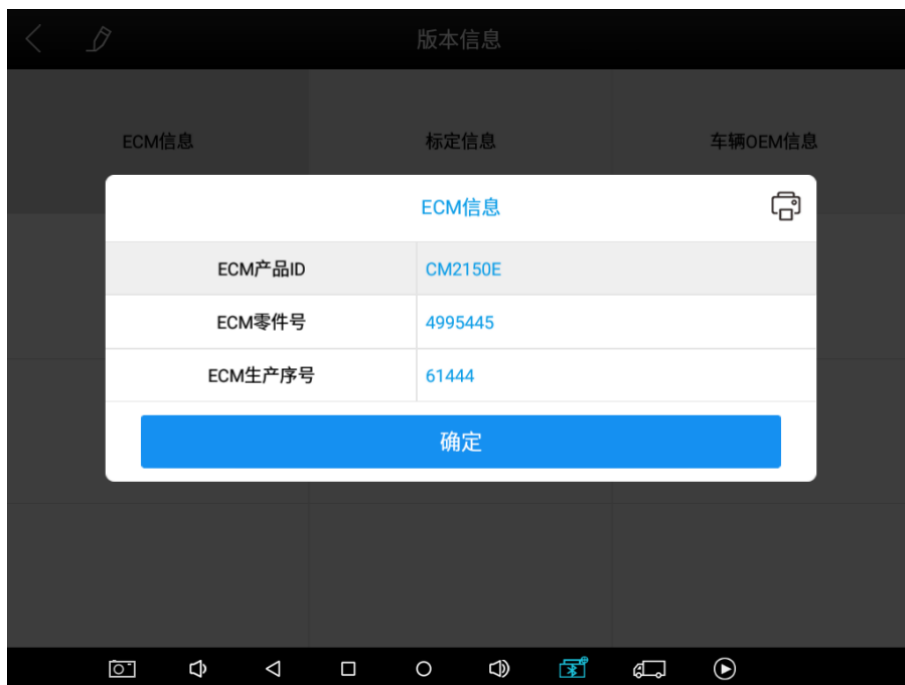 版本信息
ECM信息 标定信息 车辆OEM信息
ECM信息
ECM产品ID CM2150E
ECM零件号 4995445
ECM生产序号 61444
确定